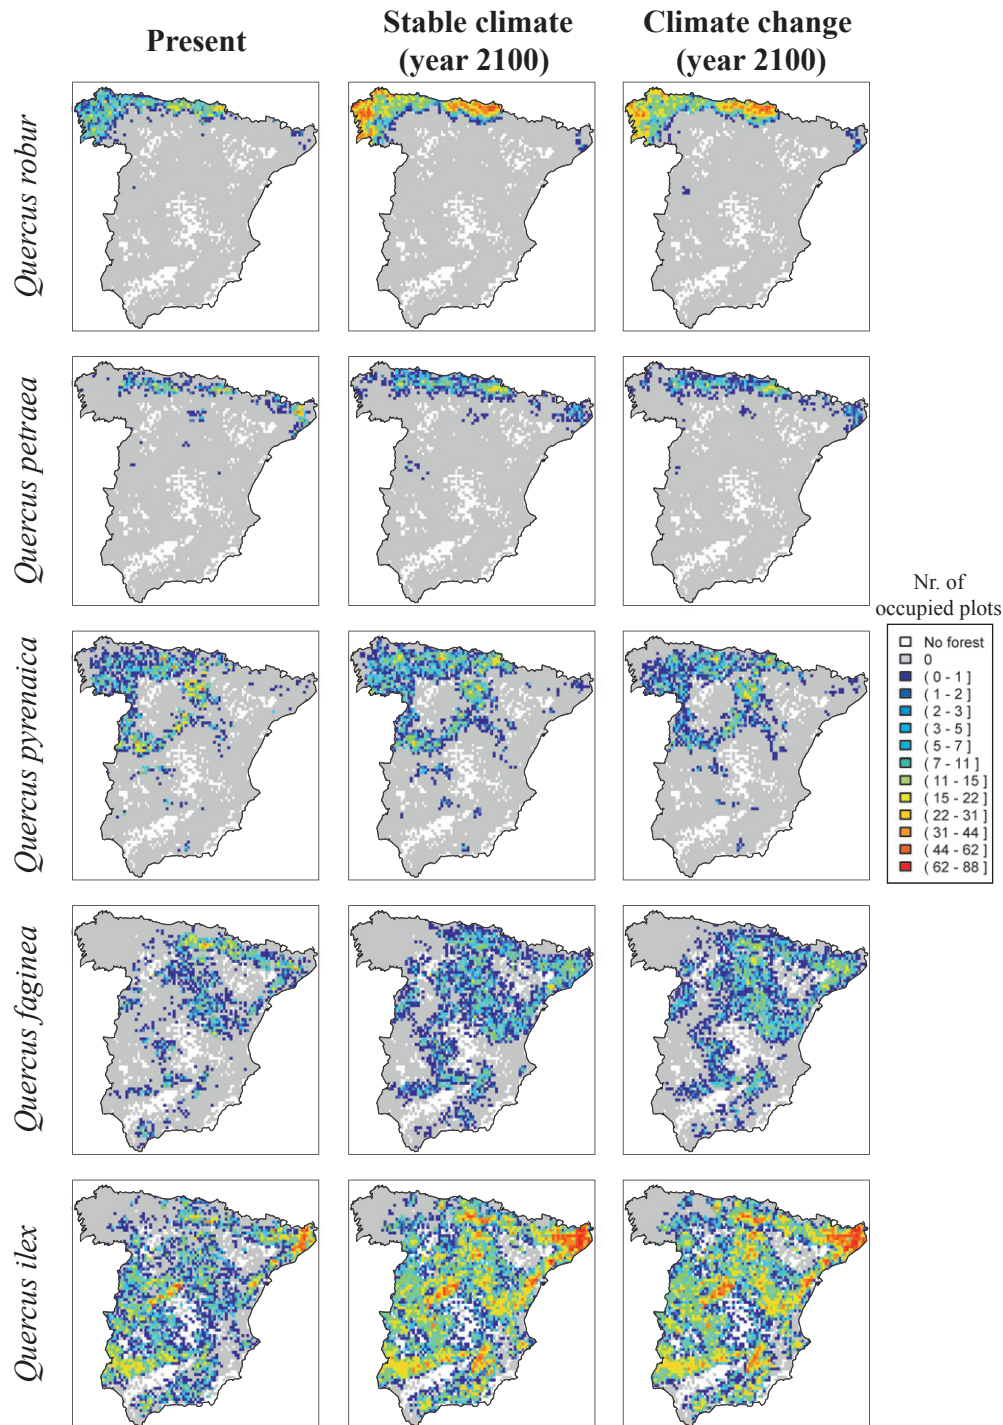 Present
Stable climate
(year 2100)
Climate change
(year 2100)
Quercus robur
Quercus petraea
Quercus pyrenaica
Quercus faginea
Quercus ilex
Nr. of
occupied plots
No forest
0
( 0 - 1 ]
( 1 - 2 ]
( 2 - 3 ]
( 3 - 5 ]
( 5 - 7 ]
( 7 - 11 ]
( 11 - 15 ]
( 15 - 22 ]
( 22 - 31 ]
( 31 - 44 ]
( 44 - 62 ]
( 62 - 88 ]